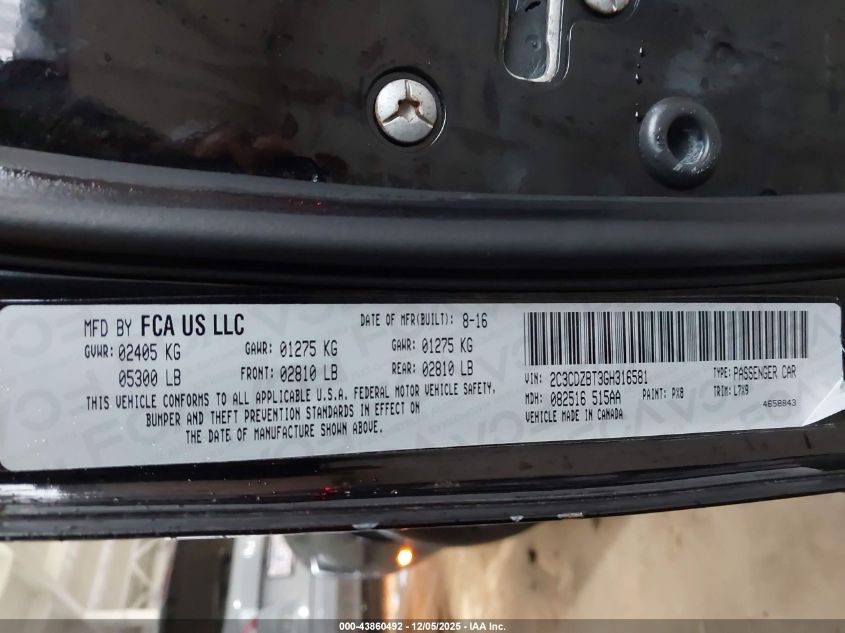 MFD BY FCA US LLC
DATE OF MFR(BUILT): 8-16
GVWR: 02405 KG GAWR: 01275 KG GAWR: 01275 KG
05300 LB FRONT: 02810 LB REAR: 02810 LB
THIS VEHICLE CONFORMS TO ALL APPLICABLE U.S.A. FEDERAL MOTOR VEHICLE SAFETY,
BUMPER AND THEFT PREVENTION STANDARDS IN EFFECT ON
THE DATE OF MANUFACTURE SHOWN ABOVE.
VIN: 2C3CDZBT3GH316581 TYPE: PASSENGER CAR
MDH: 082516 515AA PAINT: PX8 TRIM: L7X9
VEHICLE MADE IN CANADA 4658843
000-43860492 - 12/05/2025 - IAA Inc.